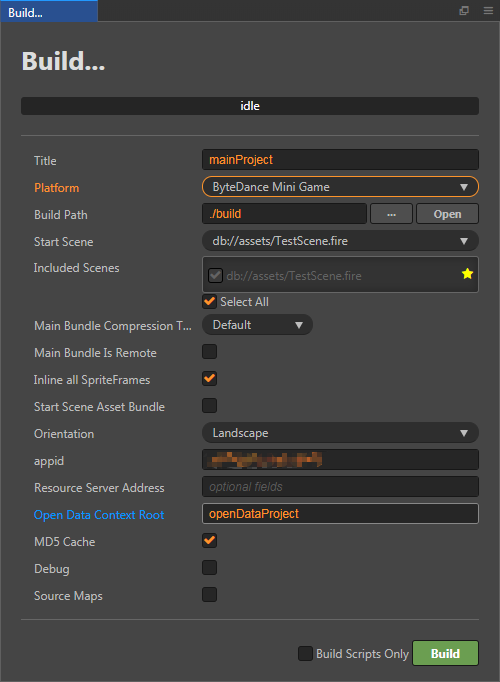 Build...
Build...
idle
Title mainProject
Platform ByteDance Mini Game
Build Path ./build ... Open
Start Scene db://assets/TestScene.fire
Included Scenes db://assets/TestScene.fire
Select All
Main Bundle Compression T... Default
Main Bundle Is Remote
Inline all SpriteFrames
Start Scene Asset Bundle
Orientation Landscape
appid
Resource Server Address optional fields
Open Data Context Root openDataProject
MD5 Cache
Debug
Source Maps
Build Scripts Only Build